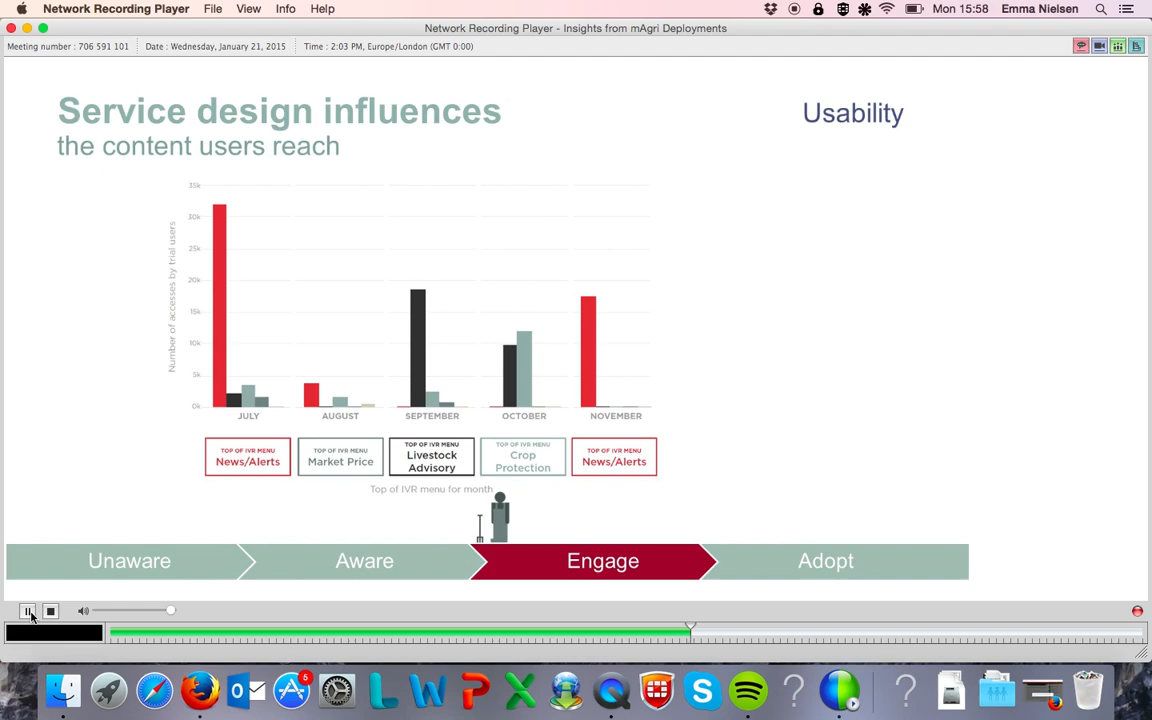 Network Recording Player File View Info Help Mon 15:58 Emma Nielsen
Network Recording Player - Insights from mAgri Deployments
Meeting number : 706 591 101 Date : Wednesday, January 21, 2015 Time : 2:03 PM, Europe/London (GMT 0:00)
Service design influences
the content users reach
Usability
Number of accesses by trial users
35k
30k
25k
20k
15k
10k
5k
0k
JULY AUGUST SEPTEMBER OCTOBER NOVEMBER
TOP OF IVR MENU
News/Alerts
TOP OF IVR MENU
Market Price
TOP OF IVR MENU
Livestock
Advisory
TOP OF IVR MENU
Crop
Protection
TOP OF IVR MENU
News/Alerts
Top of IVR menu for month
Unaware Aware Engage Adopt
5